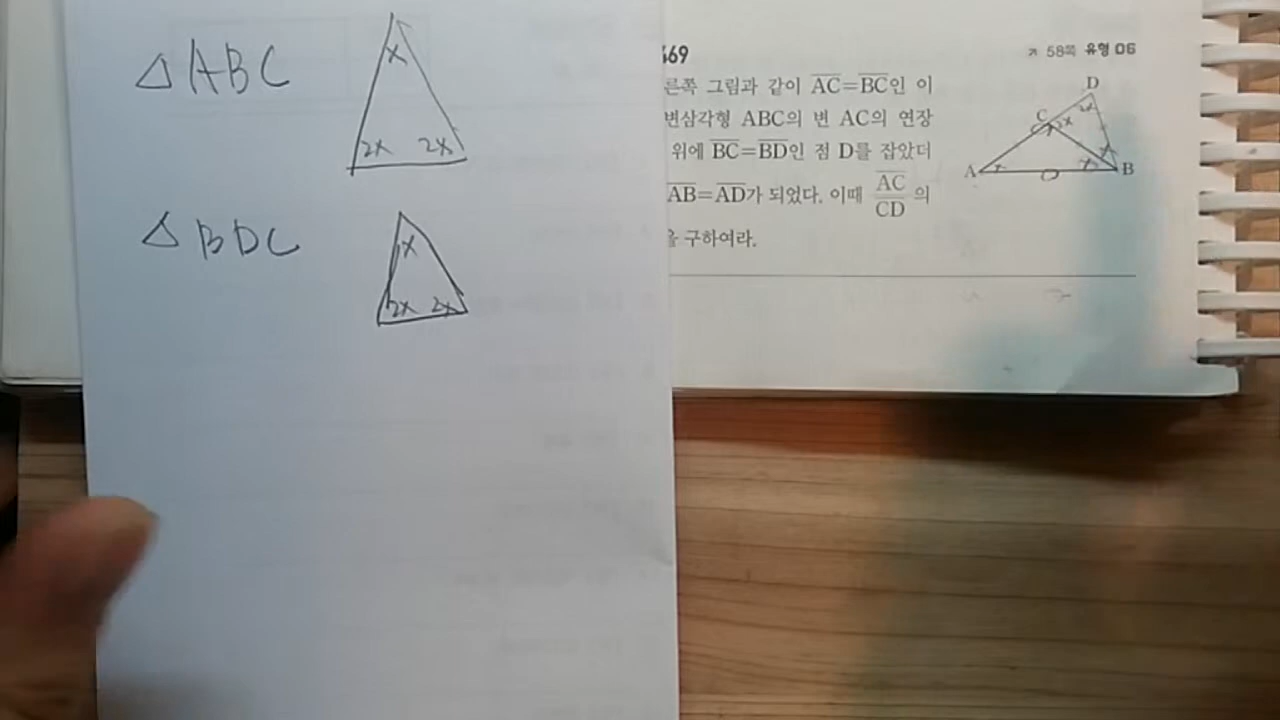 △ABC
x
2x 2x
△BDC
x
2x 2x
669
58쪽 유형 06
른쪽 그림과 같이 AC=BC인 이
변삼각형 ABC의 변 AC의 연장
위에 BC=BD인 점 D를 잡았더
AB=AD가 되었다. 이때 AC/CD 의
을 구하여라.
D
2x
C
2x
A
x
x
x
B